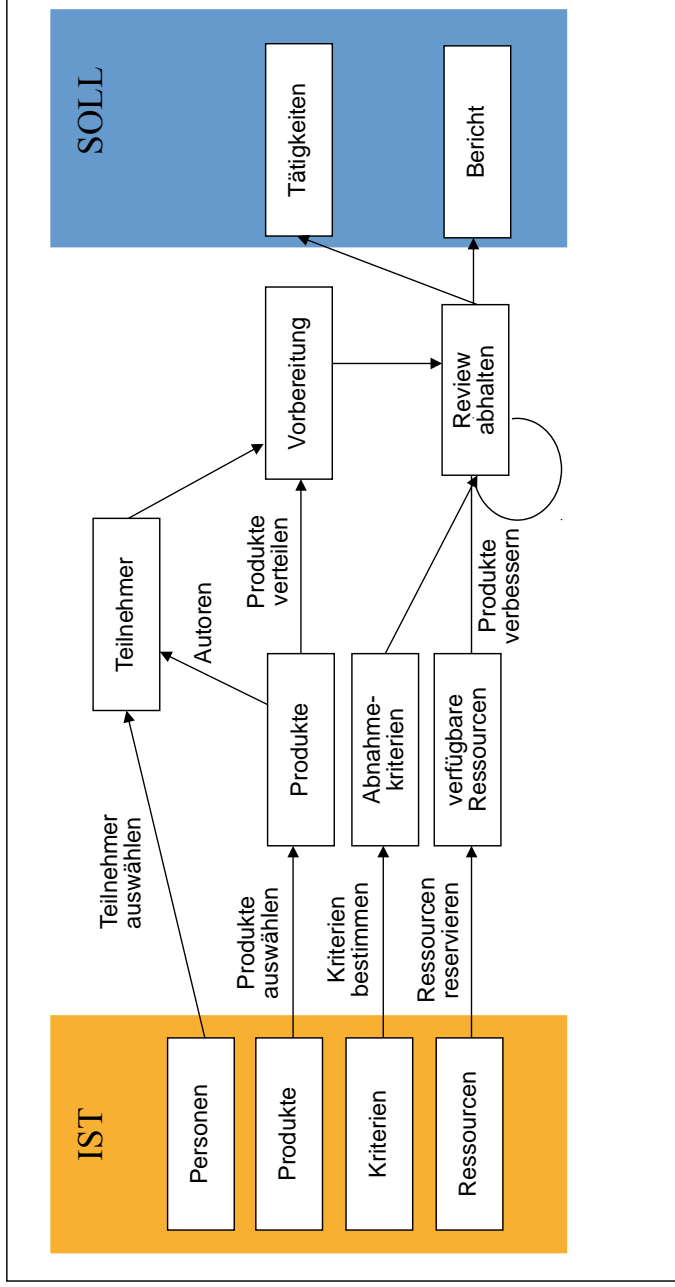 IST
SOLL
Personen
Teilnehmer
auswählen
Teilnehmer
Autoren
Produkte
Produkte
auswählen
Produkte
Produkte
verteilen
Vorbereitung
Tätigkeiten
Kriterien
Kriterien
bestimmen
Abnahme-
kriterien
Ressourcen
Ressourcen
reservieren
verfügbare
Ressourcen
Produkte
verbessern
Review
abhalten
Bericht